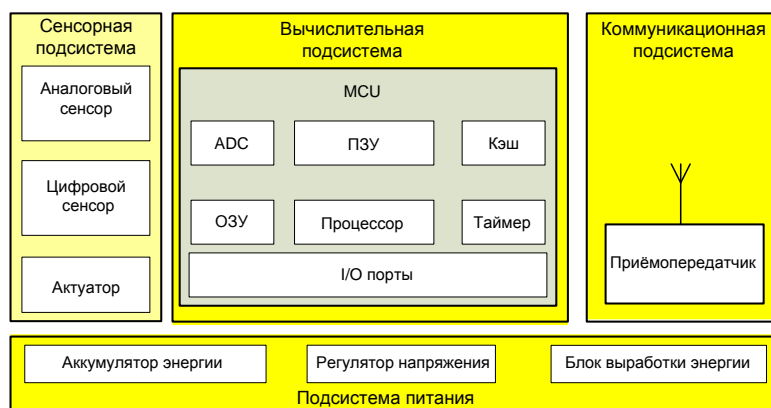 Сенсорная
подсистема
Аналоговый
сенсор
Цифровой
сенсор
Актуатор
Вычислительная
подсистема
MCU
ADC
ПЗУ
Кэш
ОЗУ
Процессор
Таймер
I/O порты
Коммуникационная
подсистема
Приёмопередатчик
Аккумулятор энергии
Регулятор напряжения
Блок выработки энергии
Подсистема питания